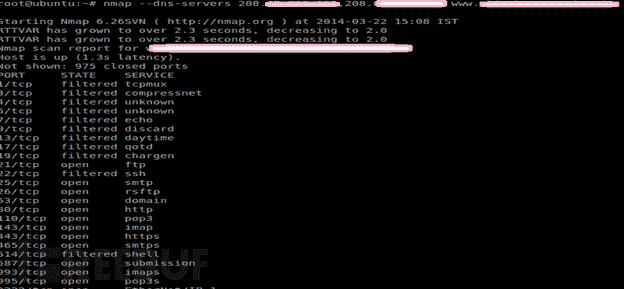 root@ubuntu:~# nmap --dns-servers 208. ,208. www.
Starting Nmap 6.26SVN ( http://nmap.org ) at 2014-03-22 15:08 IST
RTTVAR has grown to over 2.3 seconds, decreasing to 2.0
RTTVAR has grown to over 2.3 seconds, decreasing to 2.0
Nmap scan report for
Host is up (1.3s latency).
Not shown: 975 closed ports
PORT STATE SERVICE
1/tcp filtered tcpmux
3/tcp filtered compressnet
4/tcp filtered unknown
6/tcp filtered unknown
7/tcp filtered echo
9/tcp filtered discard
13/tcp filtered daytime
17/tcp filtered qotd
19/tcp filtered chargen
21/tcp open ftp
22/tcp filtered ssh
25/tcp open smtp
26/tcp open rsftp
53/tcp open domain
80/tcp open http
110/tcp open pop3
143/tcp open imap
443/tcp open https
465/tcp open smtps
514/tcp filtered shell
587/tcp open submission
993/tcp open imaps
995/tcp open pop3s